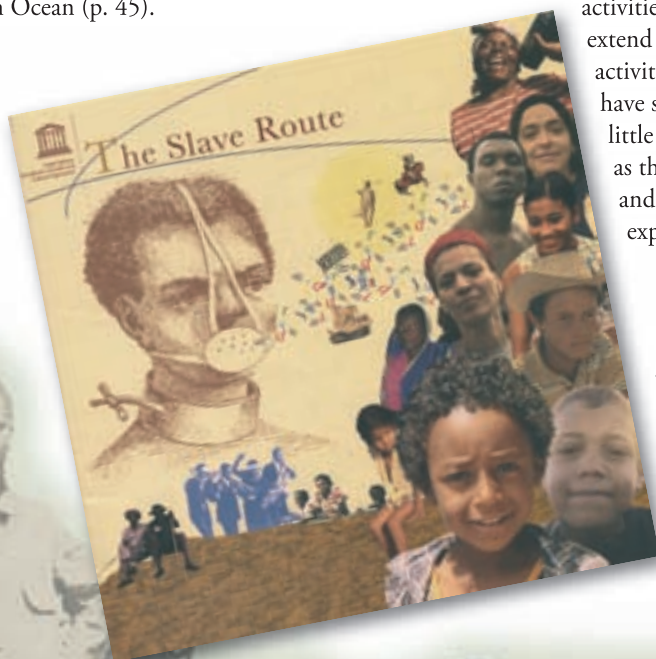 n Ocean (p. 45).
The Slave Route
activitie
extend
activit
have s
little
as th
and
exp